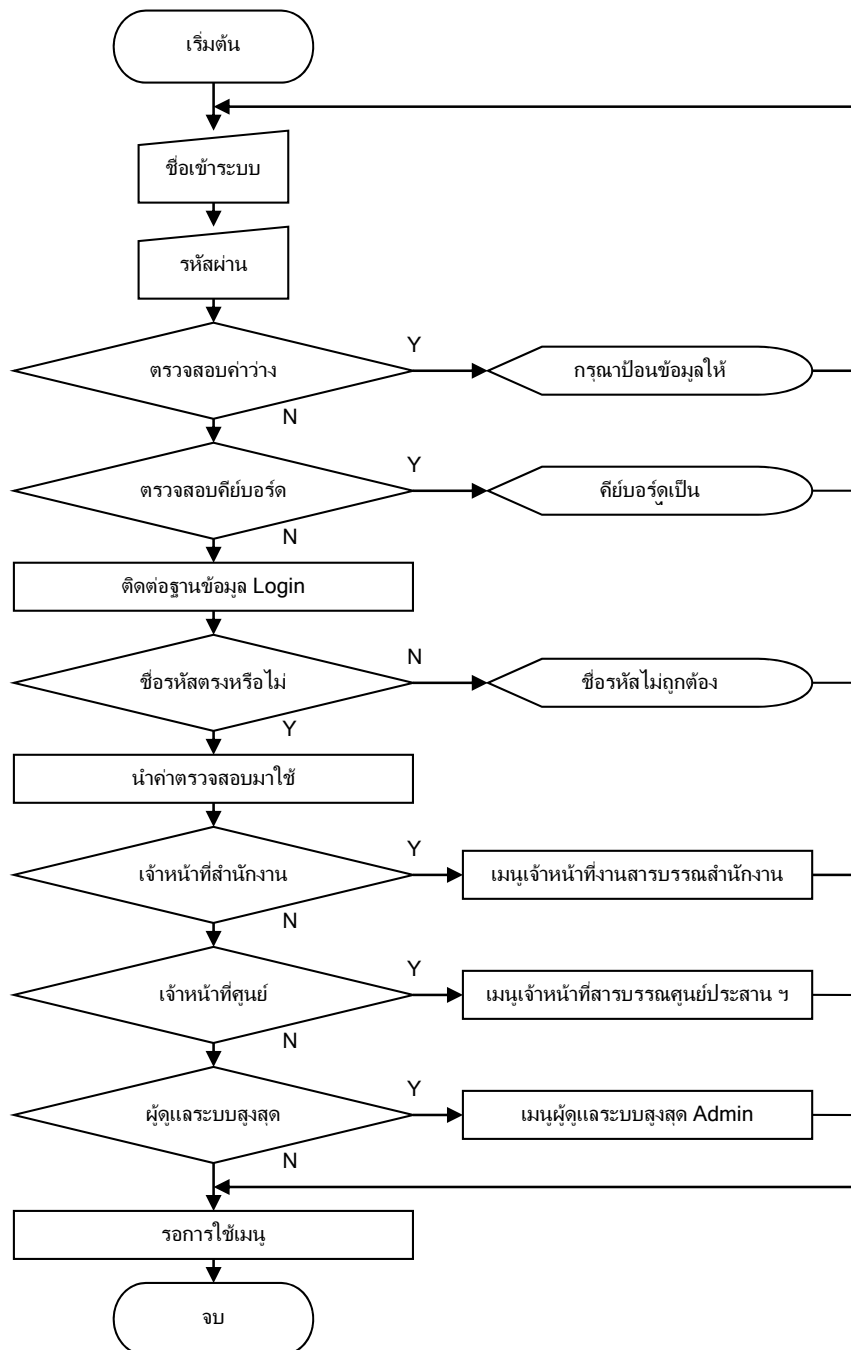 เริ่มต้น
ชื่อเข้าระบบ
รหัสผ่าน
ตรวจสอบค่าว่าง
Y
กรุณาป้อนข้อมูลให้
N
ตรวจสอบคีย์บอร์ด
Y
คีย์บอร์ดเป็น
N
ติดต่อฐานข้อมูล Login
ชื่อรหัสตรงหรือไม่
N
ชื่อรหัสไม่ถูกต้อง
Y
นำค่าตรวจสอบมาใช้
เจ้าหน้าที่สำนักงาน
Y
เมนูเจ้าหน้าที่งานสารบรรณสำนักงาน
N
เจ้าหน้าที่ศูนย์
Y
เมนูเจ้าหน้าที่สารบรรณศูนย์ประสาน ฯ
N
ผู้ดูแลระบบสูงสุด
Y
เมนูผู้ดูแลระบบสูงสุด Admin
N
รอการใช้เมนู
จบ